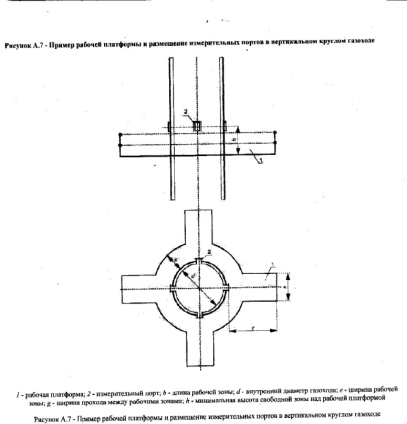 Рисунок А.7 - Пример рабочей платформы и размещение измерительных портов в вертикальном круглом газоходе
2
h
1
2
g
d
1
e
1 - рабочая платформа; 2 - измерительный порт; b - длина рабочей зоны; d - внутренний диаметр газохода; e - ширина рабочей
зоны; g - ширина прохода между рабочими зонами; h - минимальная высота свободной зоны над рабочей платформой
Рисунок А.7 - Пример рабочей платформы и размещение измерительных портов в вертикальном круглом газоходе